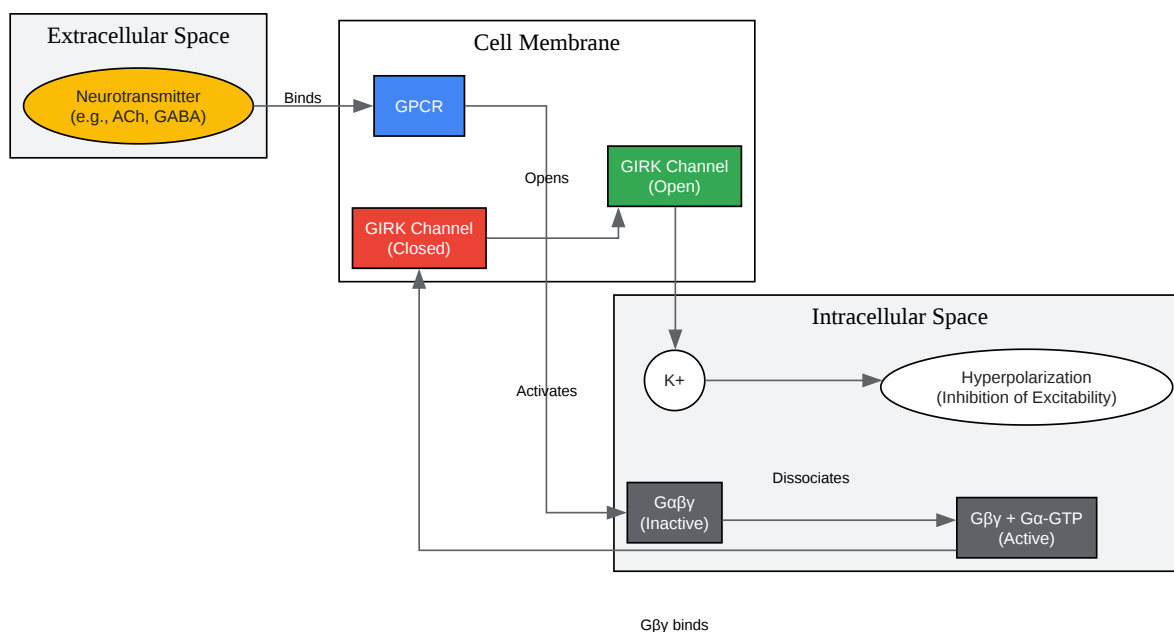 Extracellular Space
Neurotransmitter
(e.g., ACh, GABA)
Binds
Cell Membrane
GPCR
Opens
GIRK Channel
(Open)
GIRK Channel
(Closed)
Activates
Intracellular Space
K+
Hyperpolarization
(Inhibition of Excitability)
Dissociates
Gαβγ
(Inactive)
Gβγ + Gα-GTP
(Active)
Gβγ binds